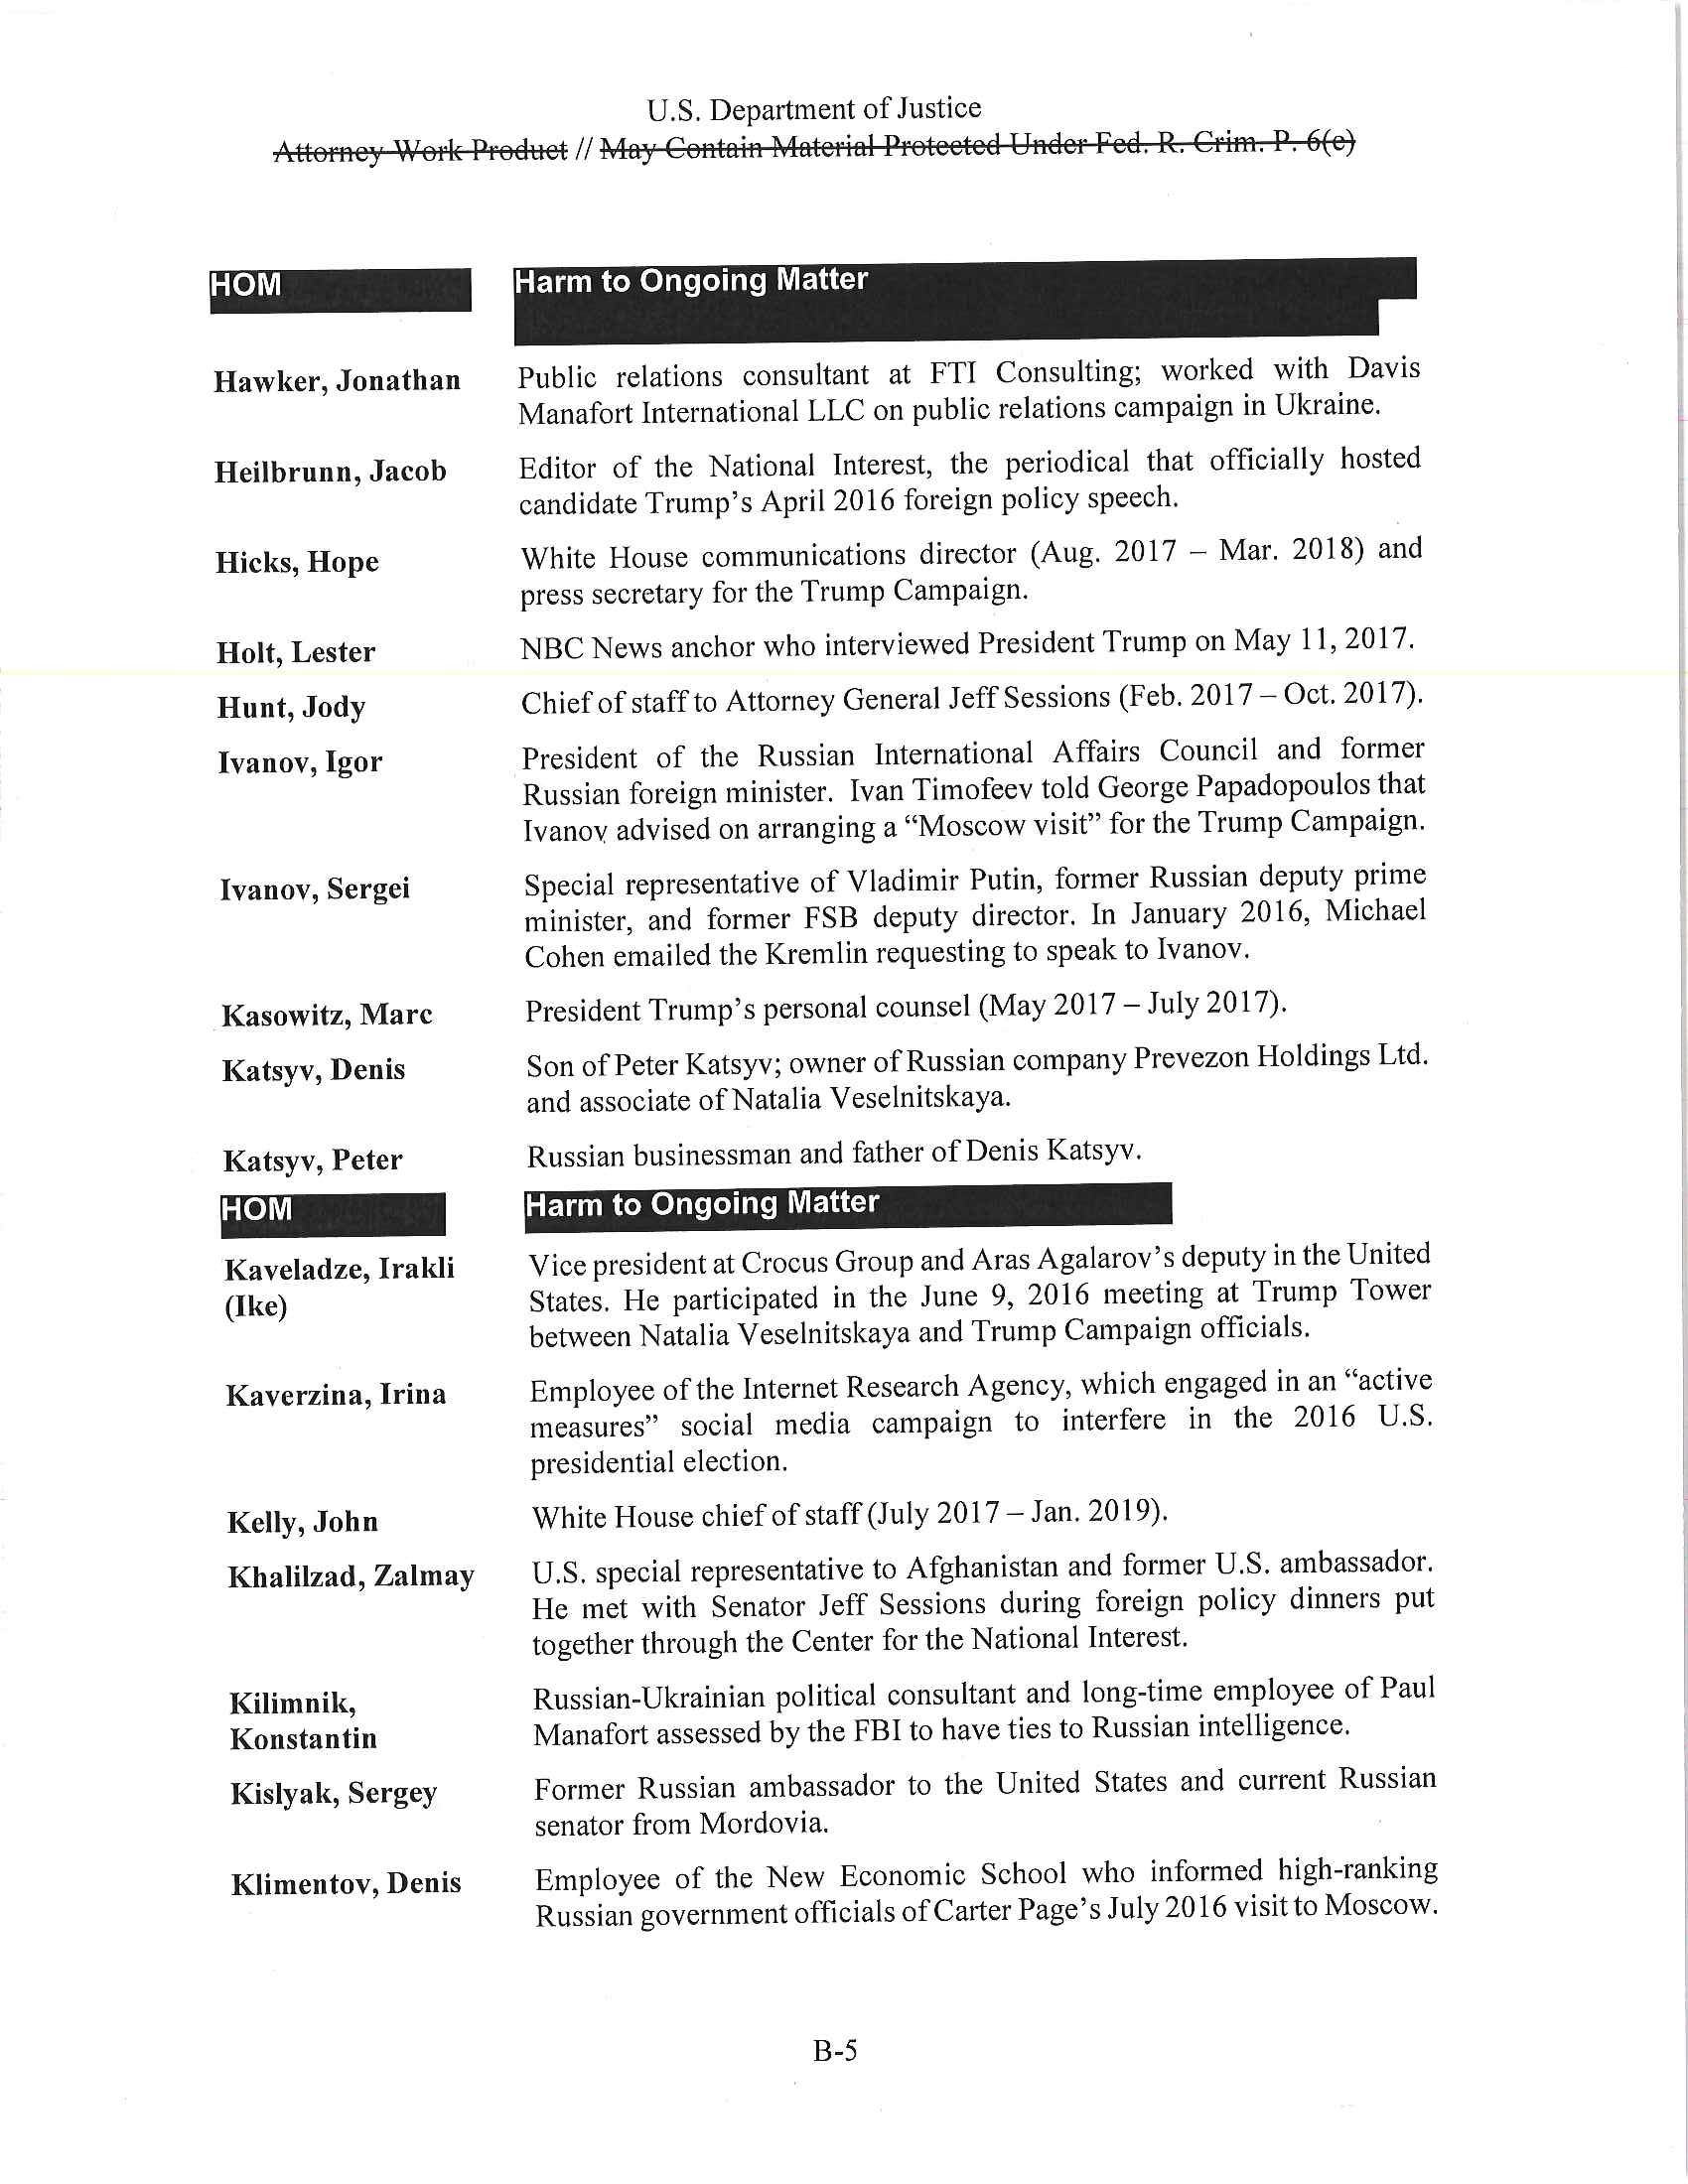 U.S. Department of Justice
Attorney Work Product // May Contain Material Protected Under Fed. R. Crim. P. 6(e)
HOM Harm to Ongoing Matter
Hawker, Jonathan Public relations consultant at FTI Consulting; worked with Davis
Manafort International LLC on public relations campaign in Ukraine.
Heilbrunn, Jacob Editor of the National Interest, the periodical that officially hosted
candidate Trump's April 2016 foreign policy speech.
Hicks, Hope White House communications director (Aug. 2017 – Mar. 2018) and
press secretary for the Trump Campaign.
Holt, Lester NBC News anchor who interviewed President Trump on May 11, 2017.
Hunt, Jody Chief of staff to Attorney General Jeff Sessions (Feb. 2017 – Oct. 2017).
Ivanov, Igor President of the Russian International Affairs Council and former
Russian foreign minister. Ivan Timofeev told George Papadopoulos that
Ivanov advised on arranging a “Moscow visit” for the Trump Campaign.
Ivanov, Sergei Special representative of Vladimir Putin, former Russian deputy prime
minister, and former FSB deputy director. In January 2016, Michael
Cohen emailed the Kremlin requesting to speak to Ivanov.
Kasowitz, Marc President Trump's personal counsel (May 2017 – July 2017).
Katsyv, Denis Son of Peter Katsyv; owner of Russian company Prevezon Holdings Ltd.
and associate of Natalia Veselnitskaya.
Katsyv, Peter Russian businessman and father of Denis Katsyv.
HOM Harm to Ongoing Matter
Kaveladze, Irakli Vice president at Crocus Group and Aras Agalarov's deputy in the United
(Ike) States. He participated in the June 9, 2016 meeting at Trump Tower
between Natalia Veselnitskaya and Trump Campaign officials.
Kaverzina, Irina Employee of the Internet Research Agency, which engaged in an “active
measures” social media campaign to interfere in the 2016 U.S.
presidential election.
Kelly, John White House chief of staff (July 2017 – Jan. 2019).
Khalilzad, Zalmay U.S. special representative to Afghanistan and former U.S. ambassador.
He met with Senator Jeff Sessions during foreign policy dinners put
together through the Center for the National Interest.
Kilimnik, Russian-Ukrainian political consultant and long-time employee of Paul
Konstantin Manafort assessed by the FBI to have ties to Russian intelligence.
Kislyak, Sergey Former Russian ambassador to the United States and current Russian
senator from Mordovia.
Klimentov, Denis Employee of the New Economic School who informed high-ranking
Russian government officials of Carter Page's July 2016 visit to Moscow.
B-5